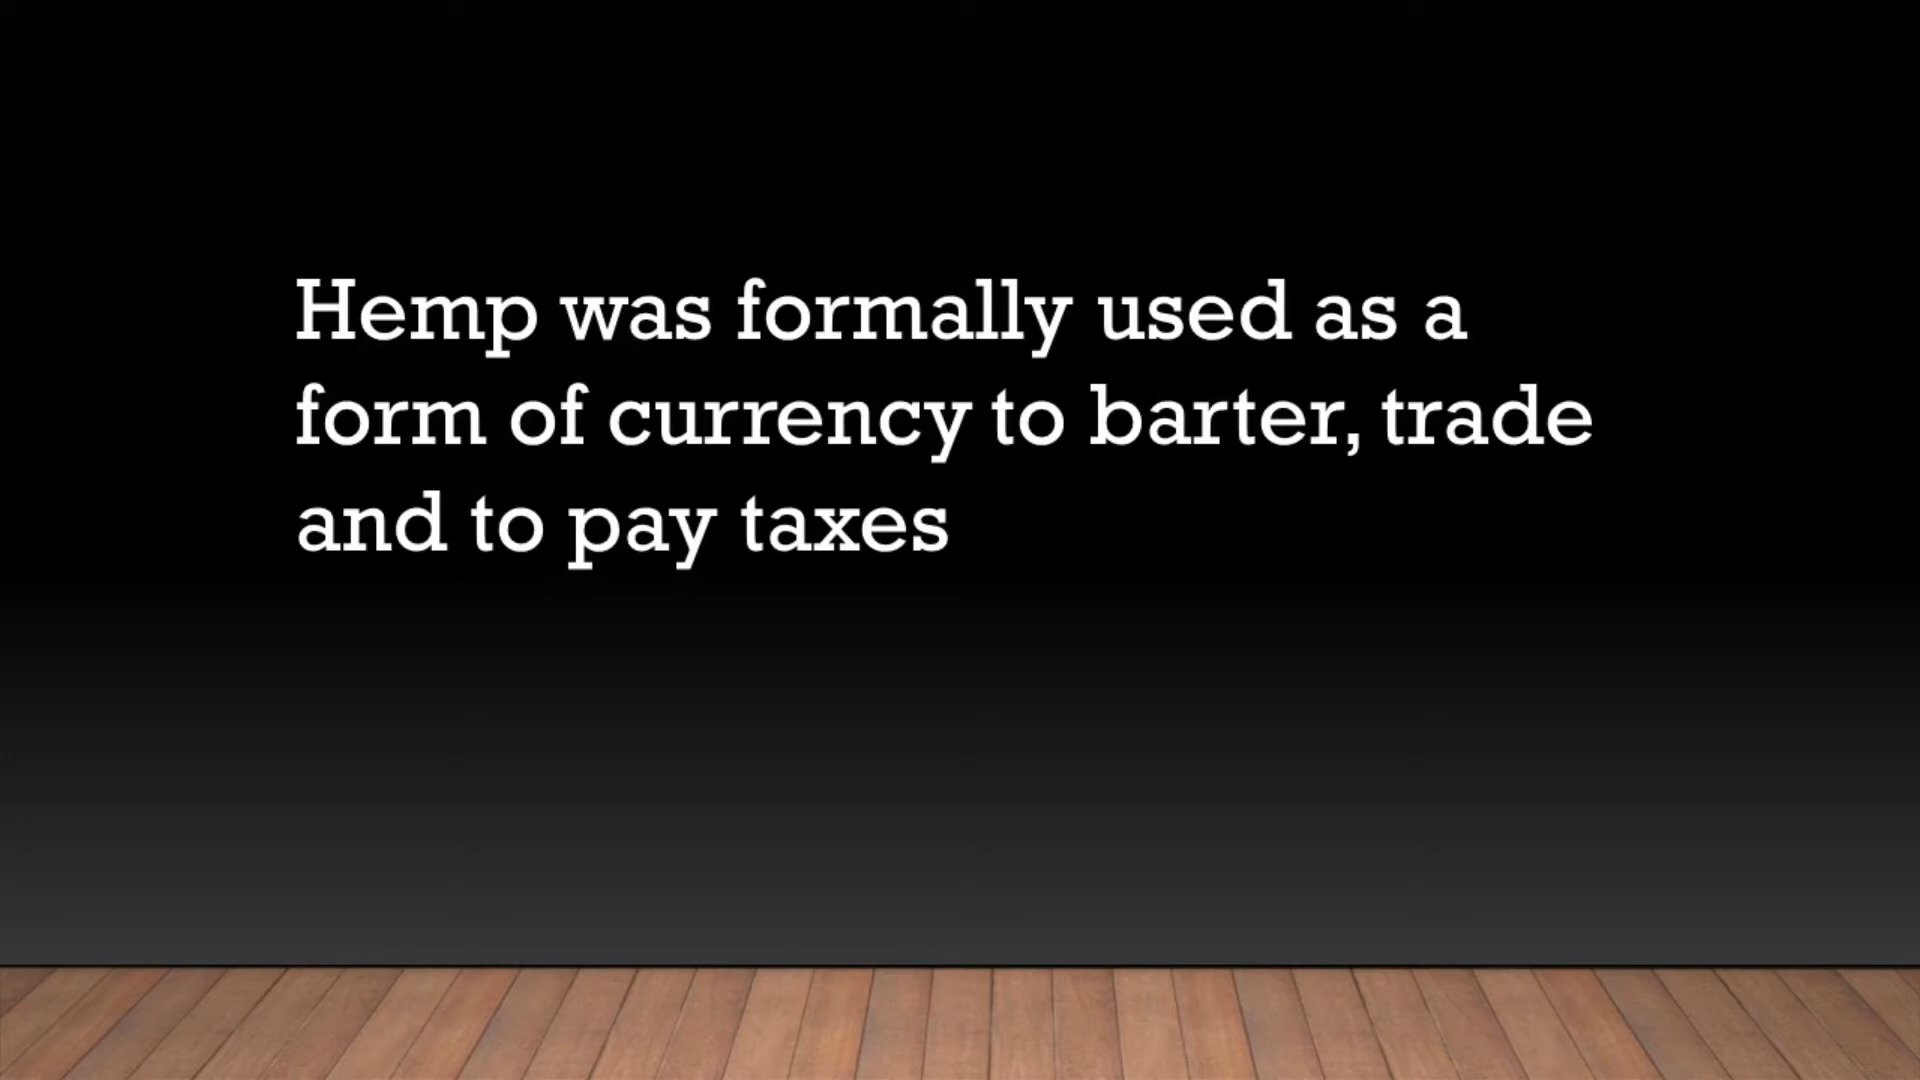 Hemp was formally used as a
form of currency to barter, trade
and to pay taxes